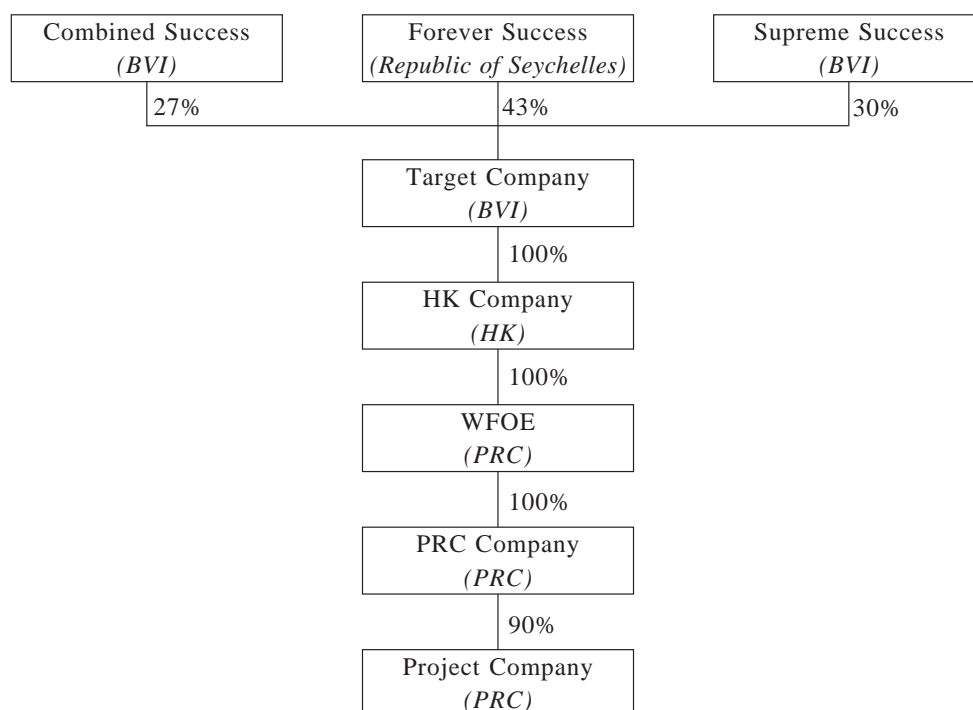 Combined Success
(BVI)
Forever Success
(Republic of Seychelles)
Supreme Success
(BVI)
27%
43%
30%
Target Company
(BVI)
100%
HK Company
(HK)
100%
WFOE
(PRC)
100%
PRC Company
(PRC)
90%
Project Company
(PRC)